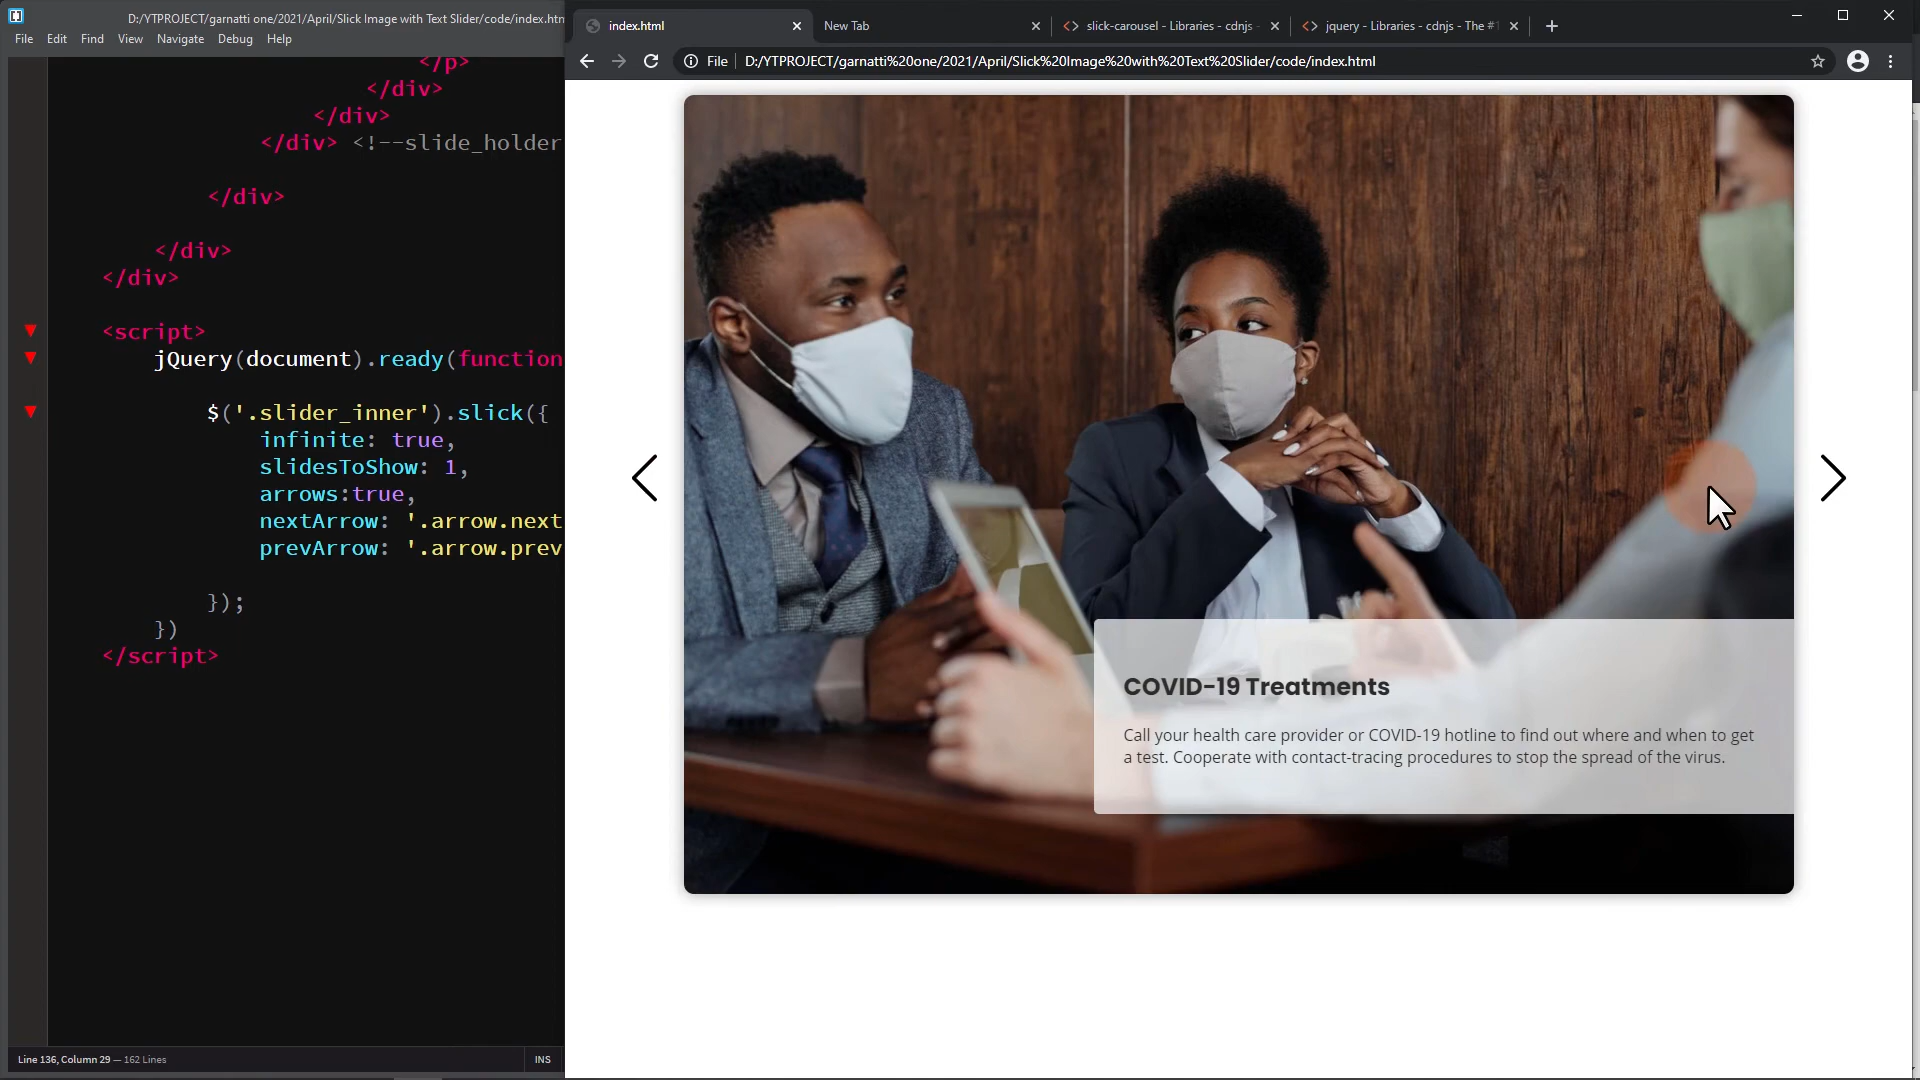 D:/YTPROJECT/garnatti one/2021/April/Slick Image with Text Slider/code/index.htm
File Edit Find View Navigate Debug Help
</p>
</div>
</div>
</div> <!--slide_holder
</div>
</div>
</div>
<script>
jQuery(document).ready(function
$('.slider_inner').slick({
infinite: true,
slidesToShow: 1,
arrows:true,
nextArrow: '.arrow.next
prevArrow: '.arrow.prev
});
})
</script>
Line 136, Column 29 — 162 Lines
INS
index.html
New Tab
slick-carousel - Libraries - cdnjs
jquery - Libraries - cdnjs - The #
File
D:/YTPROJECT/garnatti%20one/2021/April/Slick%20Image%20with%20Text%20Slider/code/index.html
COVID-19 Treatments
Call your health care provider or COVID-19 hotline to find out where and when to get
a test. Cooperate with contact-tracing procedures to stop the spread of the virus.